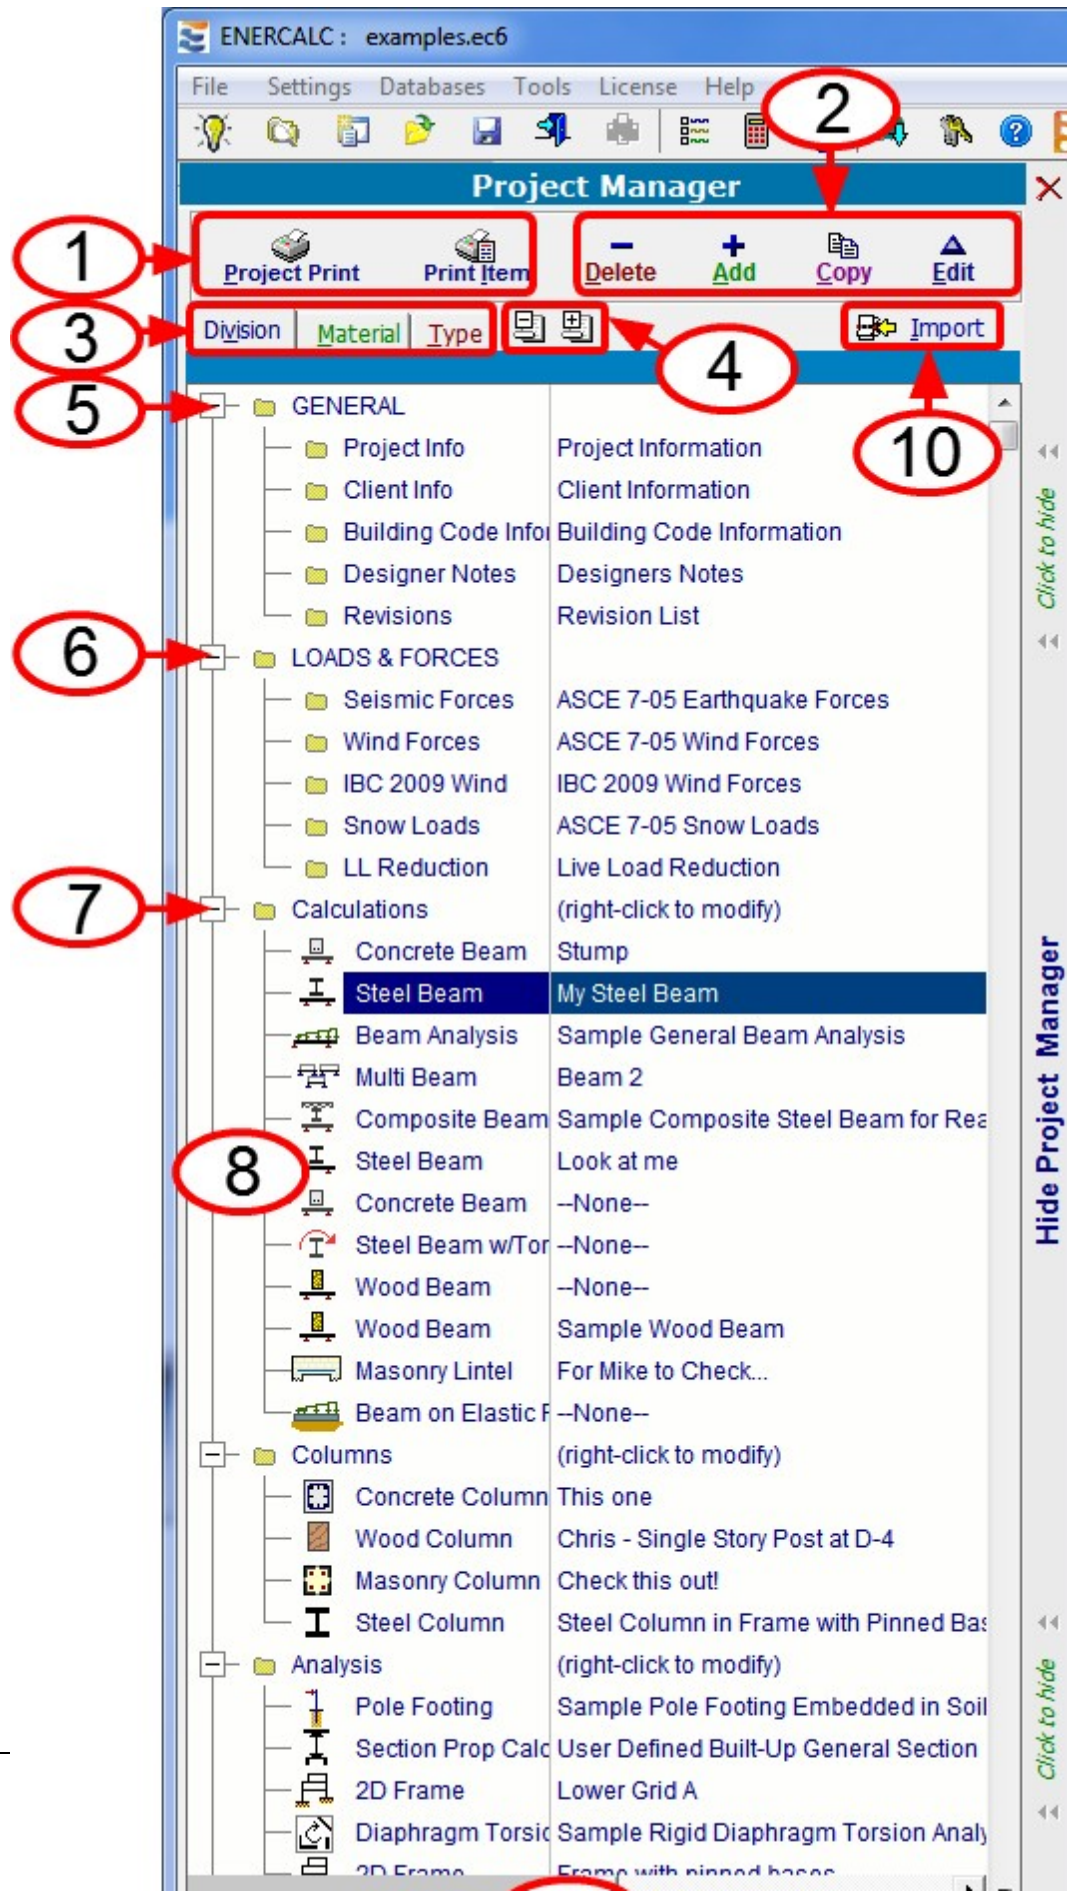 ENERCALC : examples.ec6
File Settings Databases Tools License Help
2
Project Manager
1
Project Print Print Item Delete Add Copy Edit
3
Division Material Type Import
4
5
GENERAL
10
Project Info Project Information
Client Info Client Information
Building Code Infor Building Code Information
Designer Notes Designers Notes
Revisions Revision List
Click to hide
6
LOADS & FORCES
Seismic Forces ASCE 7-05 Earthquake Forces
Wind Forces ASCE 7-05 Wind Forces
IBC 2009 Wind IBC 2009 Wind Forces
Snow Loads ASCE 7-05 Snow Loads
LL Reduction Live Load Reduction
7
Calculations (right-click to modify)
Concrete Beam Stump
Steel Beam My Steel Beam
Beam Analysis Sample General Beam Analysis
Multi Beam Beam 2
Composite Beam Sample Composite Steel Beam for Rea
Hide Project Manager
8
Steel Beam Look at me
Concrete Beam --None--
Steel Beam w/Tor --None--
Wood Beam --None--
Wood Beam Sample Wood Beam
Masonry Lintel For Mike to Check...
Beam on Elastic F --None--
Columns (right-click to modify)
Concrete Column This one
Wood Column Chris - Single Story Post at D-4
Masonry Column Check this out!
Steel Column Steel Column in Frame with Pinned Bas
Analysis (right-click to modify)
Pole Footing Sample Pole Footing Embedded in Soil
Section Prop Calc User Defined Built-Up General Section
Click to hide
2D Frame Lower Grid A
Diaphragm Torsic Sample Rigid Diaphragm Torsion Analy
2D Frame Frame with pinned bases